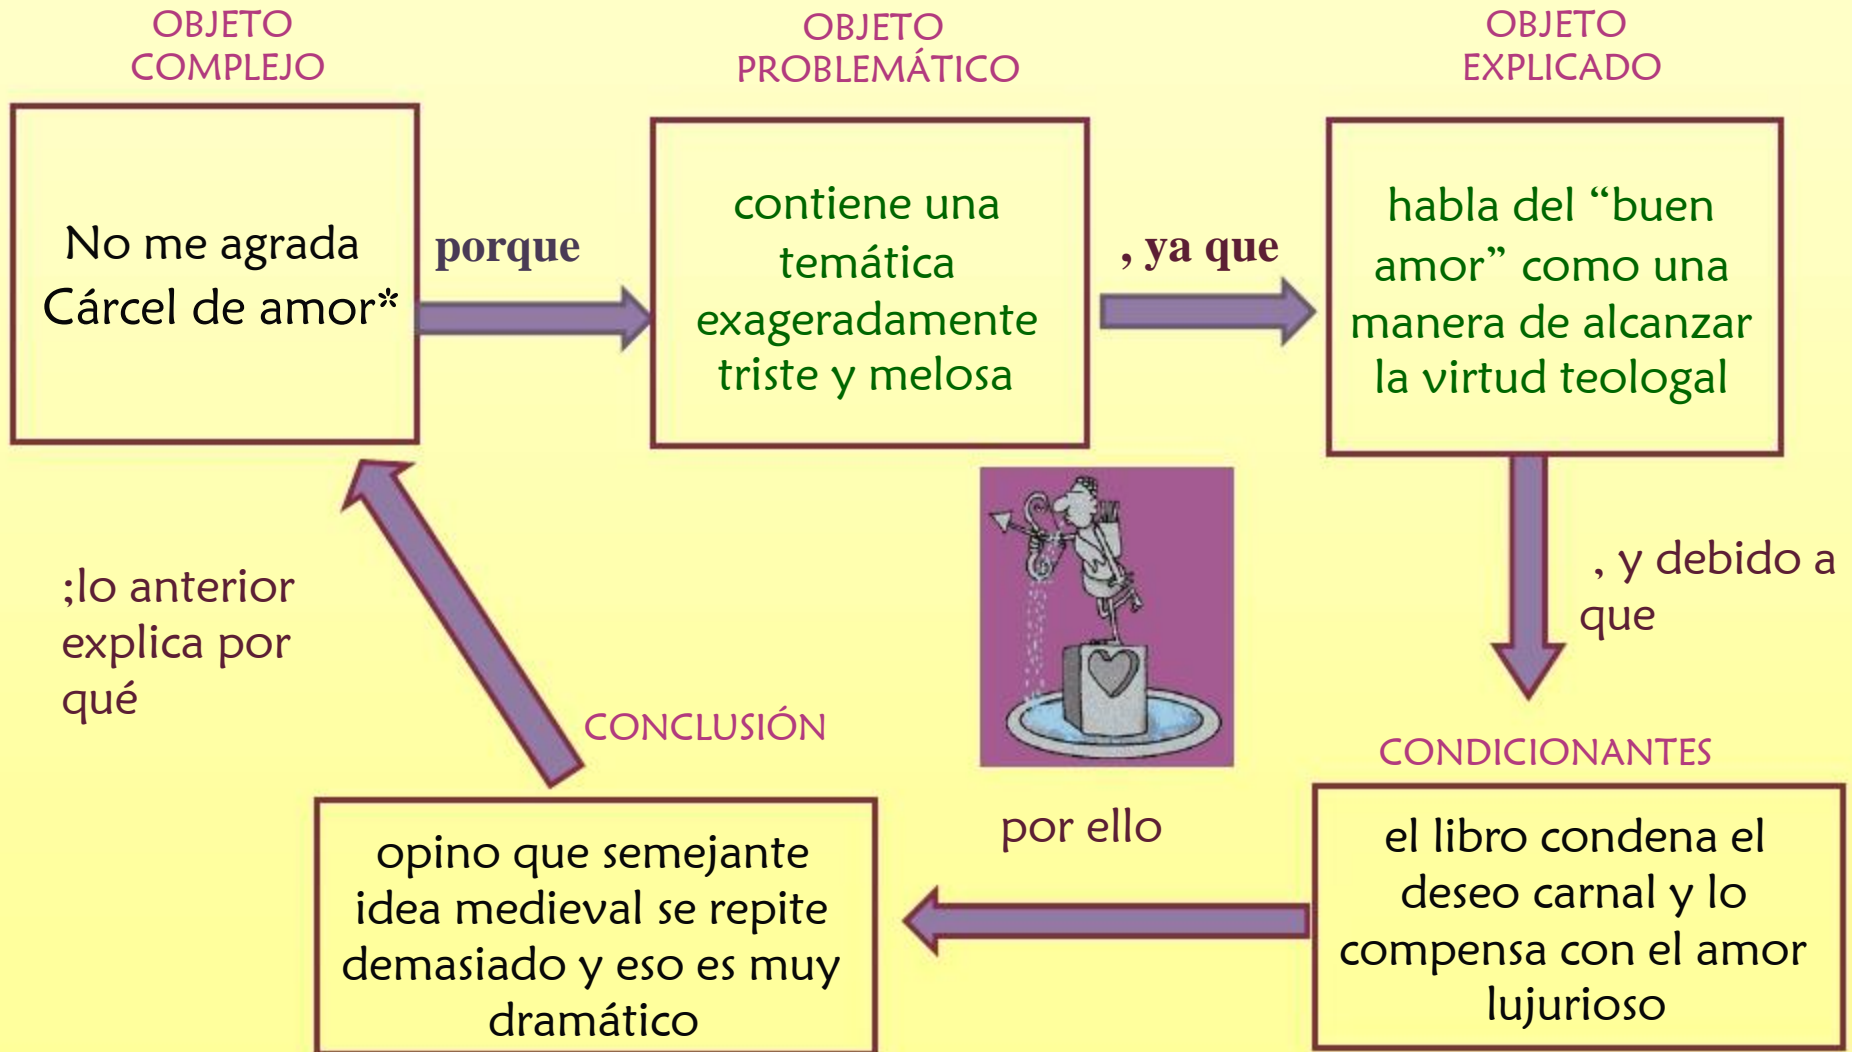 OBJETO
COMPLEJO
OBJETO
PROBLEMÁTICO
OBJETO
EXPLICADO
No me agrada
Cárcel de amor*
porque
contiene una
temática
exageradamente
triste y melosa
, ya que
habla del “buen
amor” como una
manera de alcanzar
la virtud teologal
, y debido a
que
CONDICIONANTES
el libro condena el
deseo carnal y lo
compensa con el amor
lujurioso
por ello
CONCLUSIÓN
opino que semejante
idea medieval se repite
demasiado y eso es muy
dramático
;lo anterior
explica por
qué